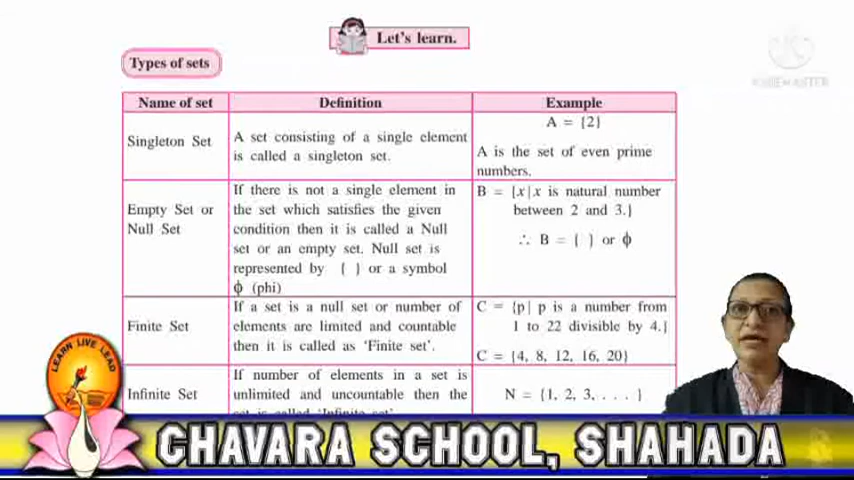 Let's learn.
Types of sets
KINEMASTER
Name of set
Definition
Example
Singleton Set
A set consisting of a single element
is called a singleton set.
A = {2}
A is the set of even prime
numbers.
Empty Set or
Null Set
If there is not a single element in
the set which satisfies the given
condition then it is called a Null
set or an empty set. Null set is
represented by { } or a symbol
ϕ (phi)
B = {x|x is natural number
between 2 and 3.}
∴ B = { } or ϕ
Finite Set
If a set is a null set or number of
elements are limited and countable
then it is called as 'Finite set'.
C = {p| p is a number from
1 to 22 divisible by 4.}
C = {4, 8, 12, 16, 20}
Infinite Set
If number of elements in a set is
unlimited and uncountable then the
set is called 'Infinite set'.
N = {1, 2, 3, . . . }
LEARN LIVE LEAD
CHAVARA SCHOOL, SHAHADA